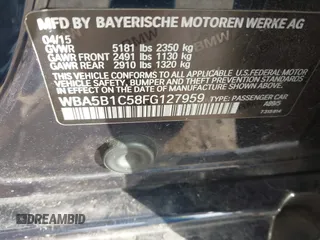 MFD BY BAYERISCHE MOTOREN WERKE AG
04/15
GVWR 5181 lbs 2350 kg
GAWR FRONT 2491 lbs 1130 kg
GAWR REAR 2910 lbs 1320 kg
THIS VEHICLE CONFORMS TO ALL APPLICABLE U.S. FEDERAL MOTOR
VEHICLE SAFETY, BUMPER, AND THEFT PREVENTION STANDARDS
IN EFFECT ON THE DATE OF MANUFACTURE SHOWN ABOVE.
WBA5B1C58FG127959 TYPE: PASSENGER CAR
DREAMBID